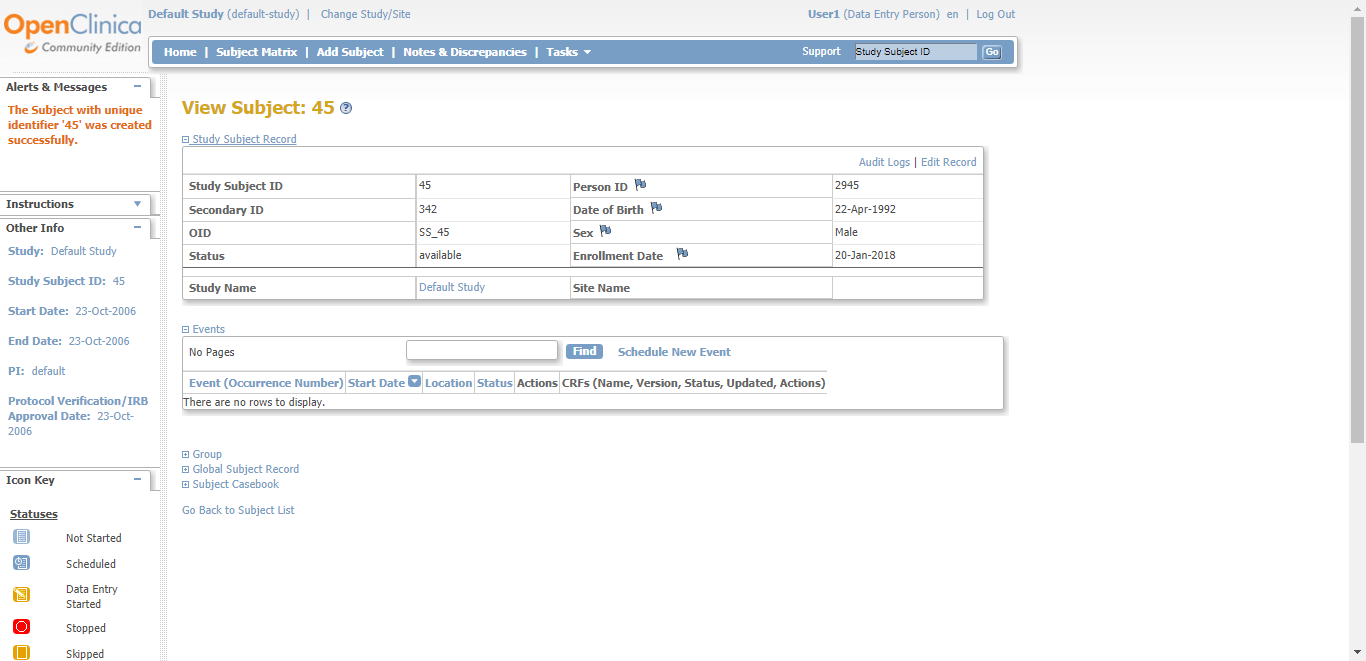 OpenClinica
Community Edition
Default Study (default-study) | Change Study/Site
User1 (Data Entry Person) en | Log Out
Home | Subject Matrix | Add Subject | Notes & Discrepancies | Tasks
Support Study Subject ID Go
Alerts & Messages
The Subject with unique
identifier '45' was created
successfully.
Instructions
Other Info
Study: Default Study
Study Subject ID: 45
Start Date: 23-Oct-2006
End Date: 23-Oct-2006
PI: default
Protocol Verification/IRB
Approval Date: 23-Oct-
2006
Icon Key
Statuses
Not Started
Scheduled
Data Entry
Started
Stopped
Skipped
View Subject: 45 ?
Study Subject Record
Audit Logs | Edit Record
Study Subject ID 45 Person ID 2945
Secondary ID 342 Date of Birth 22-Apr-1992
OID SS_45 Sex Male
Status available Enrollment Date 20-Jan-2018
Study Name Default Study Site Name
Events
No Pages Find Schedule New Event
Event (Occurrence Number) Start Date Location Status Actions CRFs (Name, Version, Status, Updated, Actions)
There are no rows to display.
Group
Global Subject Record
Subject Casebook
Go Back to Subject List